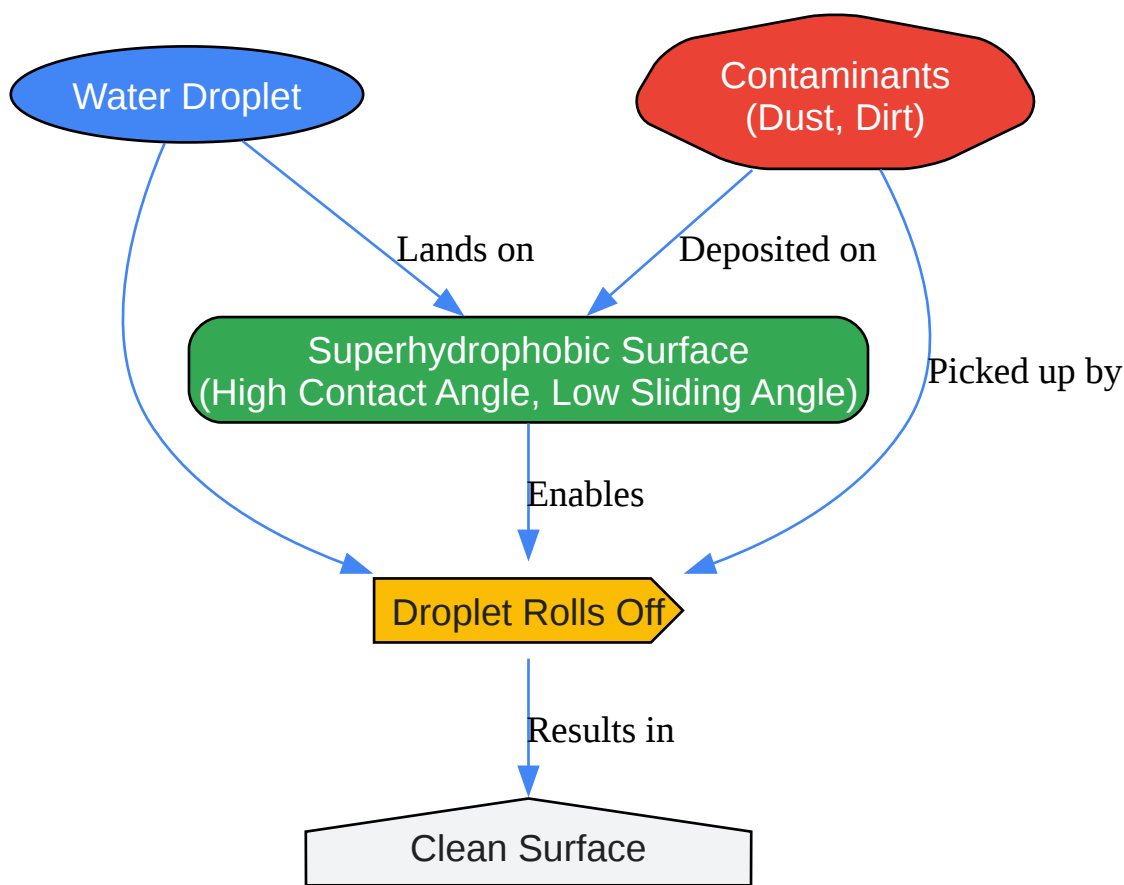 Water Droplet
Contaminants
(Dust, Dirt)
Lands on
Deposited on
Superhydrophobic Surface
(High Contact Angle, Low Sliding Angle)
Picked up by
Enables
Droplet Rolls Off
Results in
Clean Surface